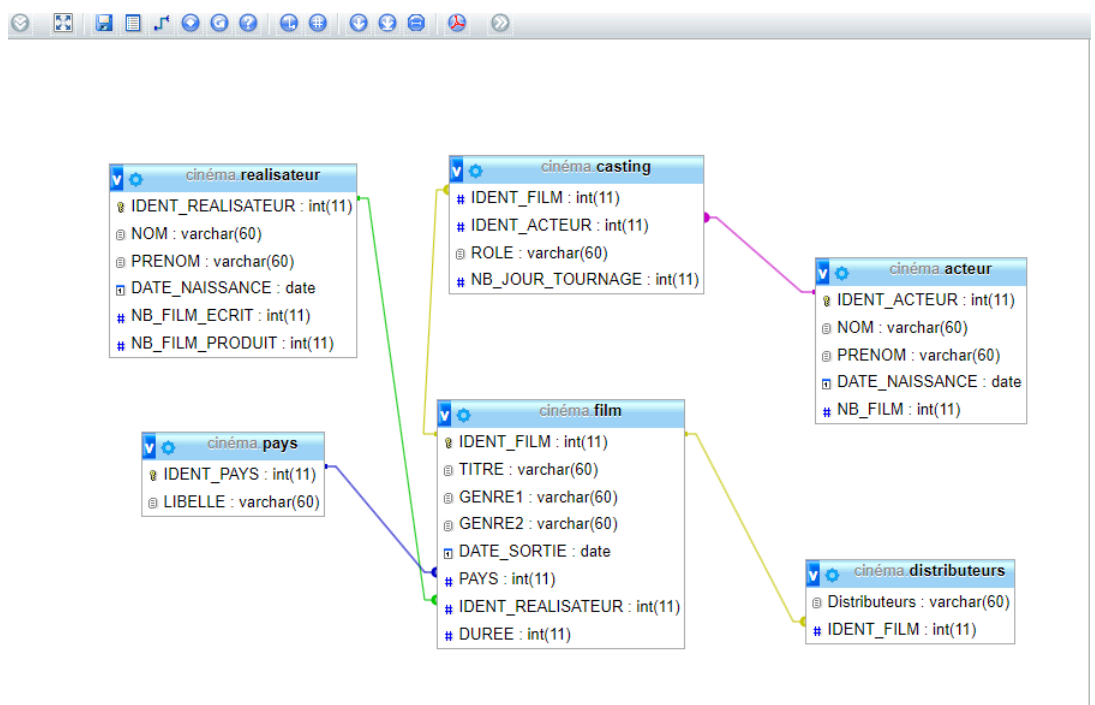 cinéma.realisateur
IDENT_REALISATEUR : int(11)
NOM : varchar(60)
PRENOM : varchar(60)
DATE_NAISSANCE : date
NB_FILM_ECRIT : int(11)
NB_FILM_PRODUIT : int(11)
cinéma.casting
IDENT_FILM : int(11)
IDENT_ACTEUR : int(11)
ROLE : varchar(60)
NB_JOUR_TOURNAGE : int(11)
cinéma.acteur
IDENT_ACTEUR : int(11)
NOM : varchar(60)
PRENOM : varchar(60)
DATE_NAISSANCE : date
NB_FILM : int(11)
cinéma.pays
IDENT_PAYS : int(11)
LIBELLE : varchar(60)
cinéma.film
IDENT_FILM : int(11)
TITRE : varchar(60)
GENRE1 : varchar(60)
GENRE2 : varchar(60)
DATE_SORTIE : date
PAYS : int(11)
IDENT_REALISATEUR : int(11)
DUREE : int(11)
cinéma.distributeurs
Distributeurs : varchar(60)
IDENT_FILM : int(11)